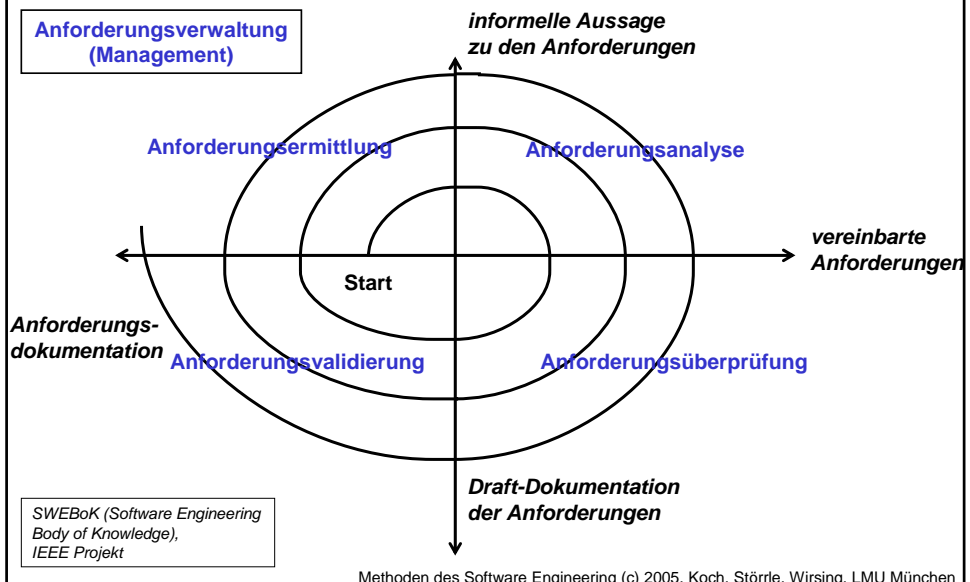 Anforderungsverwaltung
(Management)
informelle Aussage
zu den Anforderungen
Anforderungsermittlung
Anforderungsanalyse
vereinbarte
Anforderungen
Start
Anforderungs-
dokumentation
Anforderungsvalidierung
Anforderungsüberprüfung
Draft-Dokumentation
der Anforderungen
SWEBoK (Software Engineering
Body of Knowledge),
IEEE Projekt
Methoden des Software Engineering (c) 2005, Koch, Störrle, Wirsing, LMU München